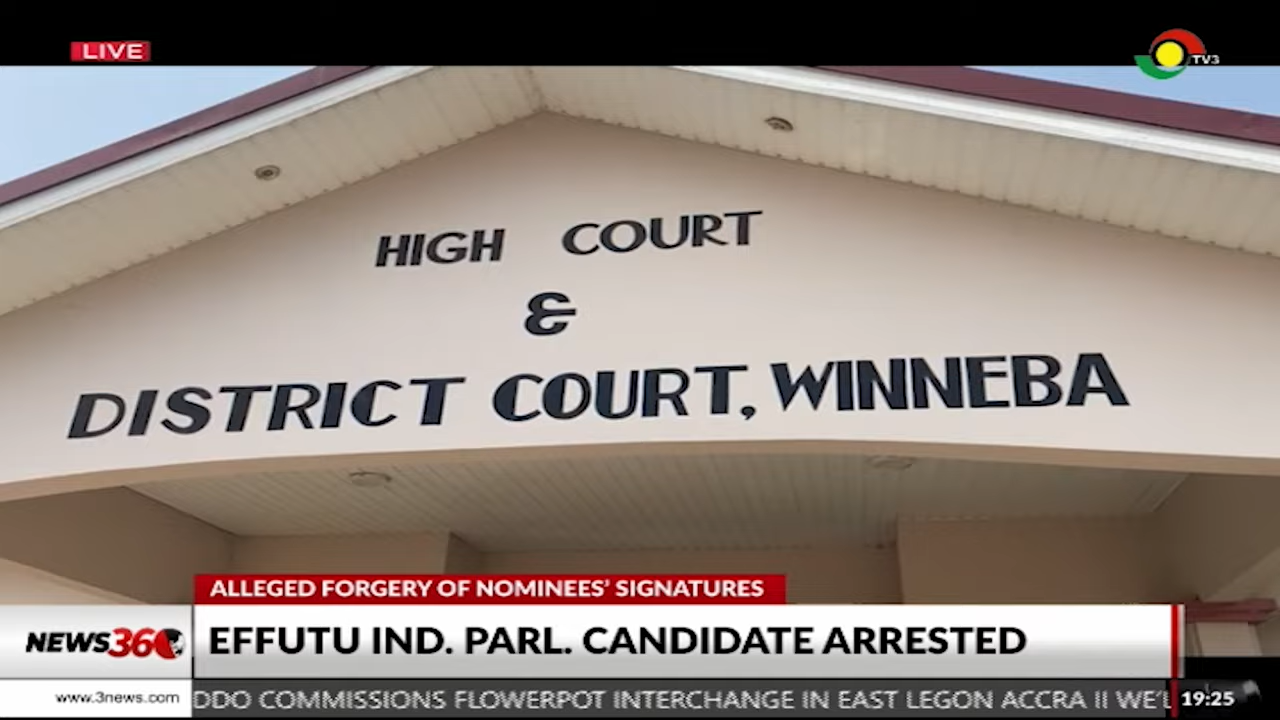 LIVE
TV3
HIGH COURT
&
DISTRICT COURT, WINNEBA
ALLEGED FORGERY OF NOMINEES' SIGNATURES
NEWS360
EFFUTU IND. PARL. CANDIDATE ARRESTED
www.3news.com
DDO COMMISSIONS FLOWERPOT INTERCHANGE IN EAST LEGON ACCRA II WE'L
19:25